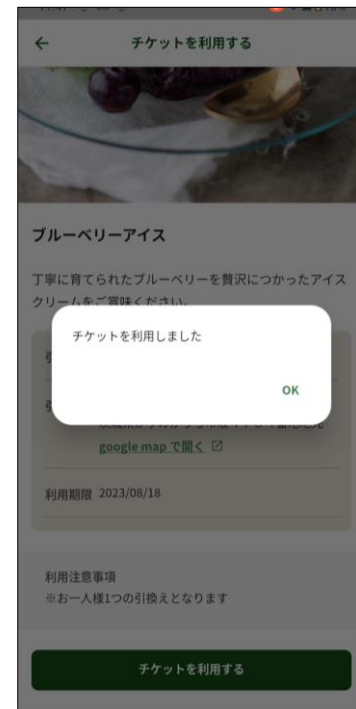 チケットを利用する
ブルーベリーアイス
丁寧に育てられたブルーベリーを贅沢につかったアイス
クリームをご賞味ください。
チケットを利用しました
OK
google map で開く
利用期限 2023/08/18
利用注意事項
※お一人様1つの引換えとなります
チケットを利用する